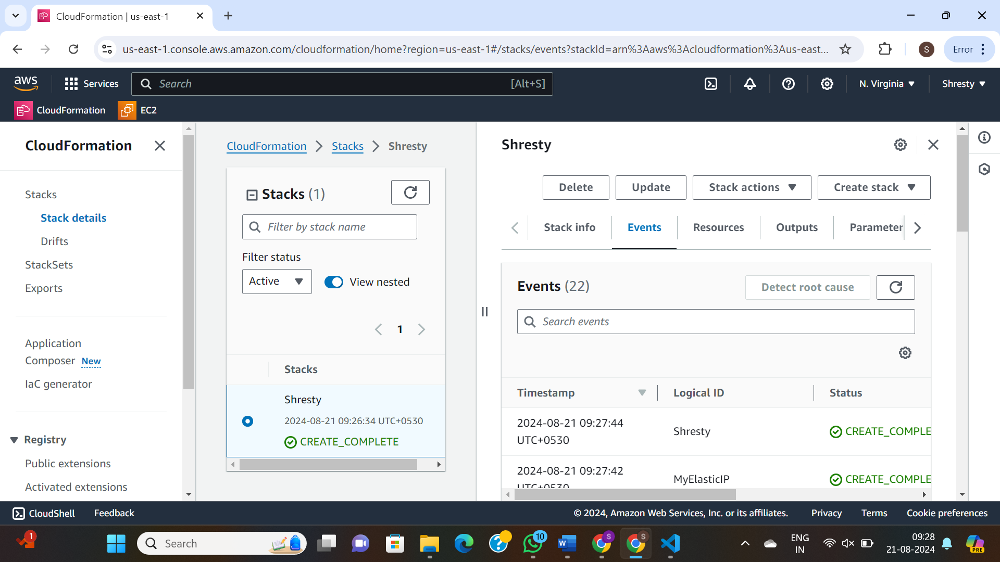 CloudFormation | us-east-1
us-east-1.console.aws.amazon.com/cloudformation/home?region=us-east-1#/stacks/events?stackId=arn%3Aaws%3Acloudformation%3Aus-east...
S
Error
aws
Services
Search
[Alt+S]
N. Virginia
Shresty
CloudFormation
EC2
CloudFormation
Stacks
Stack details
Drifts
StackSets
Exports
Application
Composer New
IaC generator
Registry
Public extensions
Activated extensions
CloudFormation
Stacks
Shresty
Stacks (1)
Filter by stack name
Filter status
Active
View nested
1
Stacks
Shresty
2024-08-21 09:26:34 UTC+0530
CREATE_COMPLETE
Shresty
Delete
Update
Stack actions
Create stack
Stack info
Events
Resources
Outputs
Parameter
Events (22)
Detect root cause
Search events
Timestamp
Logical ID
Status
2024-08-21 09:27:44
UTC+0530
Shresty
CREATE_COMPLE
2024-08-21 09:27:42
UTC+0530
MyElasticIP
CREATE_COMPLE
CloudShell
Feedback
© 2024, Amazon Web Services, Inc. or its affiliates.
Privacy
Terms
Cookie preferences
1
Search
10
S
S
ENG
IN
09:28
21-08-2024
PRE